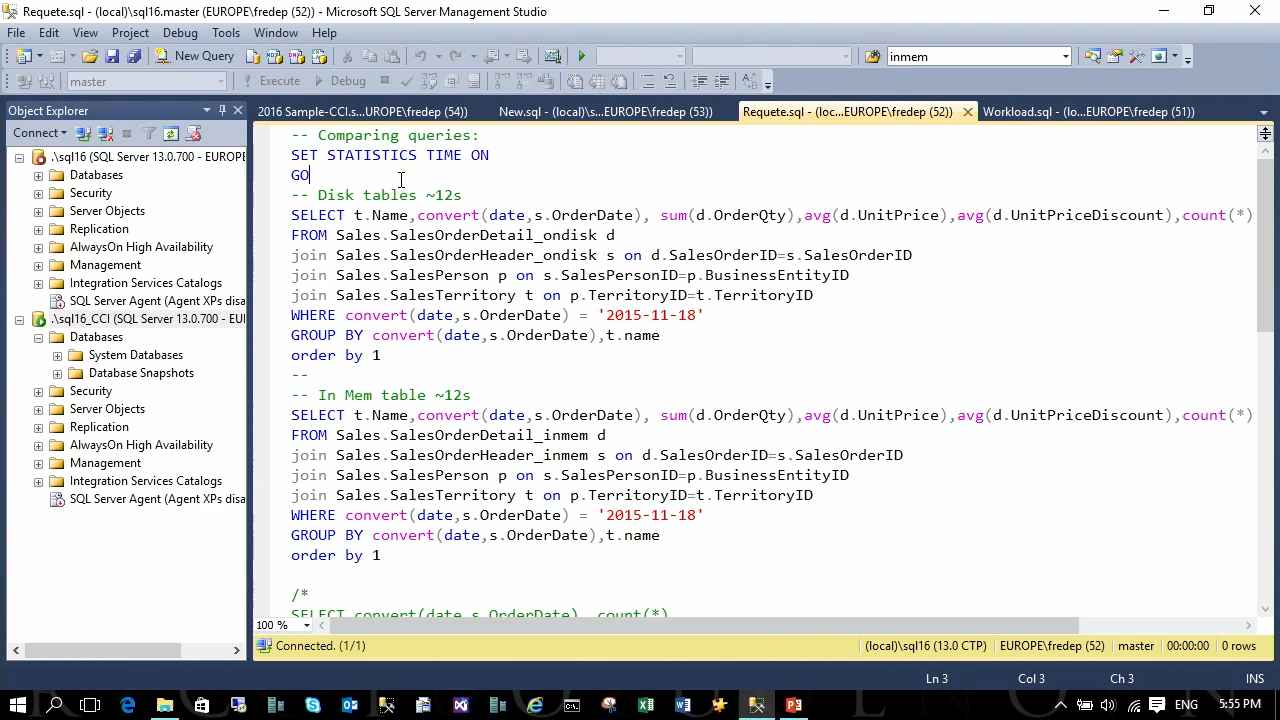 Requete.sql - (local)\sql16.master (EUROPE\fredep (52)) - Microsoft SQL Server Management Studio
File Edit View Project Debug Tools Window Help
New Query inmem
master Execute Debug
Object Explorer
Connect
.\sql16 (SQL Server 13.0.700 - EUROPE
Databases
Security
Server Objects
Replication
AlwaysOn High Availability
Management
Integration Services Catalogs
SQL Server Agent (Agent XPs disa
.\sql16_CCI (SQL Server 13.0.700 - EU
Databases
System Databases
Database Snapshots
Security
Server Objects
Replication
AlwaysOn High Availability
Management
Integration Services Catalogs
SQL Server Agent (Agent XPs disa
2016 Sample-CCI.s...UROPE\fredep (54)) New.sql - (local)\s...EUROPE\fredep (53)) Requete.sql - (loc...EUROPE\fredep (52)) Workload.sql - (lo...EUROPE\fredep (51))
-- Comparing queries:
SET STATISTICS TIME ON
GO
-- Disk tables ~12s
SELECT t.Name,convert(date,s.OrderDate), sum(d.OrderQty),avg(d.UnitPrice),avg(d.UnitPriceDiscount),count(*)
FROM Sales.SalesOrderDetail_ondisk d
join Sales.SalesOrderHeader_ondisk s on d.SalesOrderID=s.SalesOrderID
join Sales.SalesPerson p on s.SalesPersonID=p.BusinessEntityID
join Sales.SalesTerritory t on p.TerritoryID=t.TerritoryID
WHERE convert(date,s.OrderDate) = '2015-11-18'
GROUP BY convert(date,s.OrderDate),t.name
order by 1
--
-- In Mem table ~12s
SELECT t.Name,convert(date,s.OrderDate), sum(d.OrderQty),avg(d.UnitPrice),avg(d.UnitPriceDiscount),count(*)
FROM Sales.SalesOrderDetail_inmem d
join Sales.SalesOrderHeader_inmem s on d.SalesOrderID=s.SalesOrderID
join Sales.SalesPerson p on s.SalesPersonID=p.BusinessEntityID
join Sales.SalesTerritory t on p.TerritoryID=t.TerritoryID
WHERE convert(date,s.OrderDate) = '2015-11-18'
GROUP BY convert(date,s.OrderDate),t.name
order by 1
/*
SELECT convert(date,s.OrderDate), count(*)
100 %
Connected. (1/1) (local)\sql16 (13.0 CTP) EUROPE\fredep (52) master 00:00:00 0 rows
Ln 3 Col 3 Ch 3 INS
ENG 5:55 PM